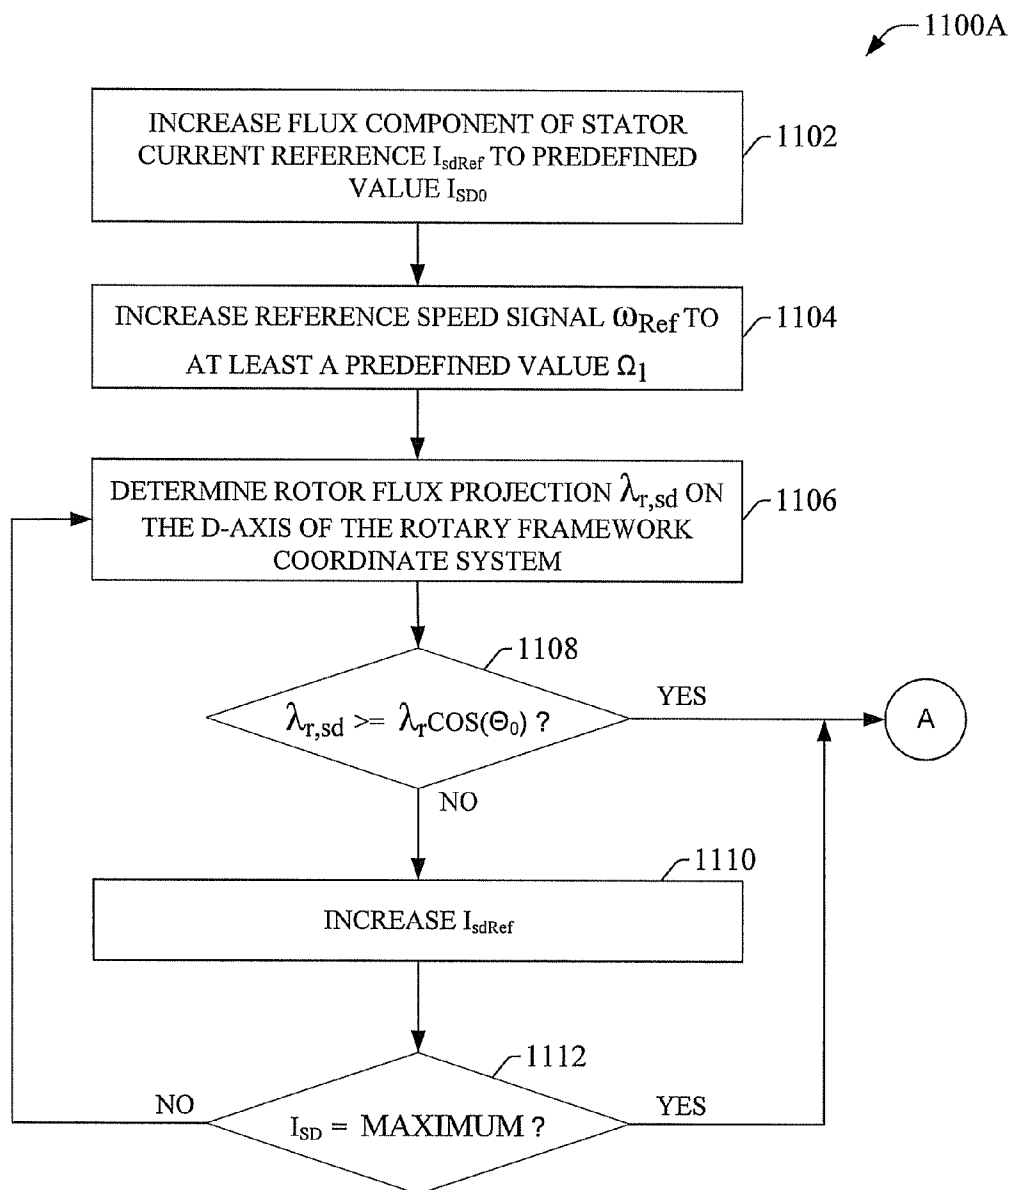 1100A
INCREASE FLUX COMPONENT OF STATOR
CURRENT REFERENCE IsdRef TO PREDEFINED
VALUE ISD0
1102
INCREASE REFERENCE SPEED SIGNAL ωRef TO
AT LEAST A PREDEFINED VALUE Ω1
1104
DETERMINE ROTOR FLUX PROJECTION λr,sd ON
THE D-AXIS OF THE ROTARY FRAMEWORK
COORDINATE SYSTEM
1106
1108
λr,sd >= λrCOS(Θ0) ?
YES
A
NO
1110
INCREASE IsdRef
1112
NO
ISD = MAXIMUM ?
YES